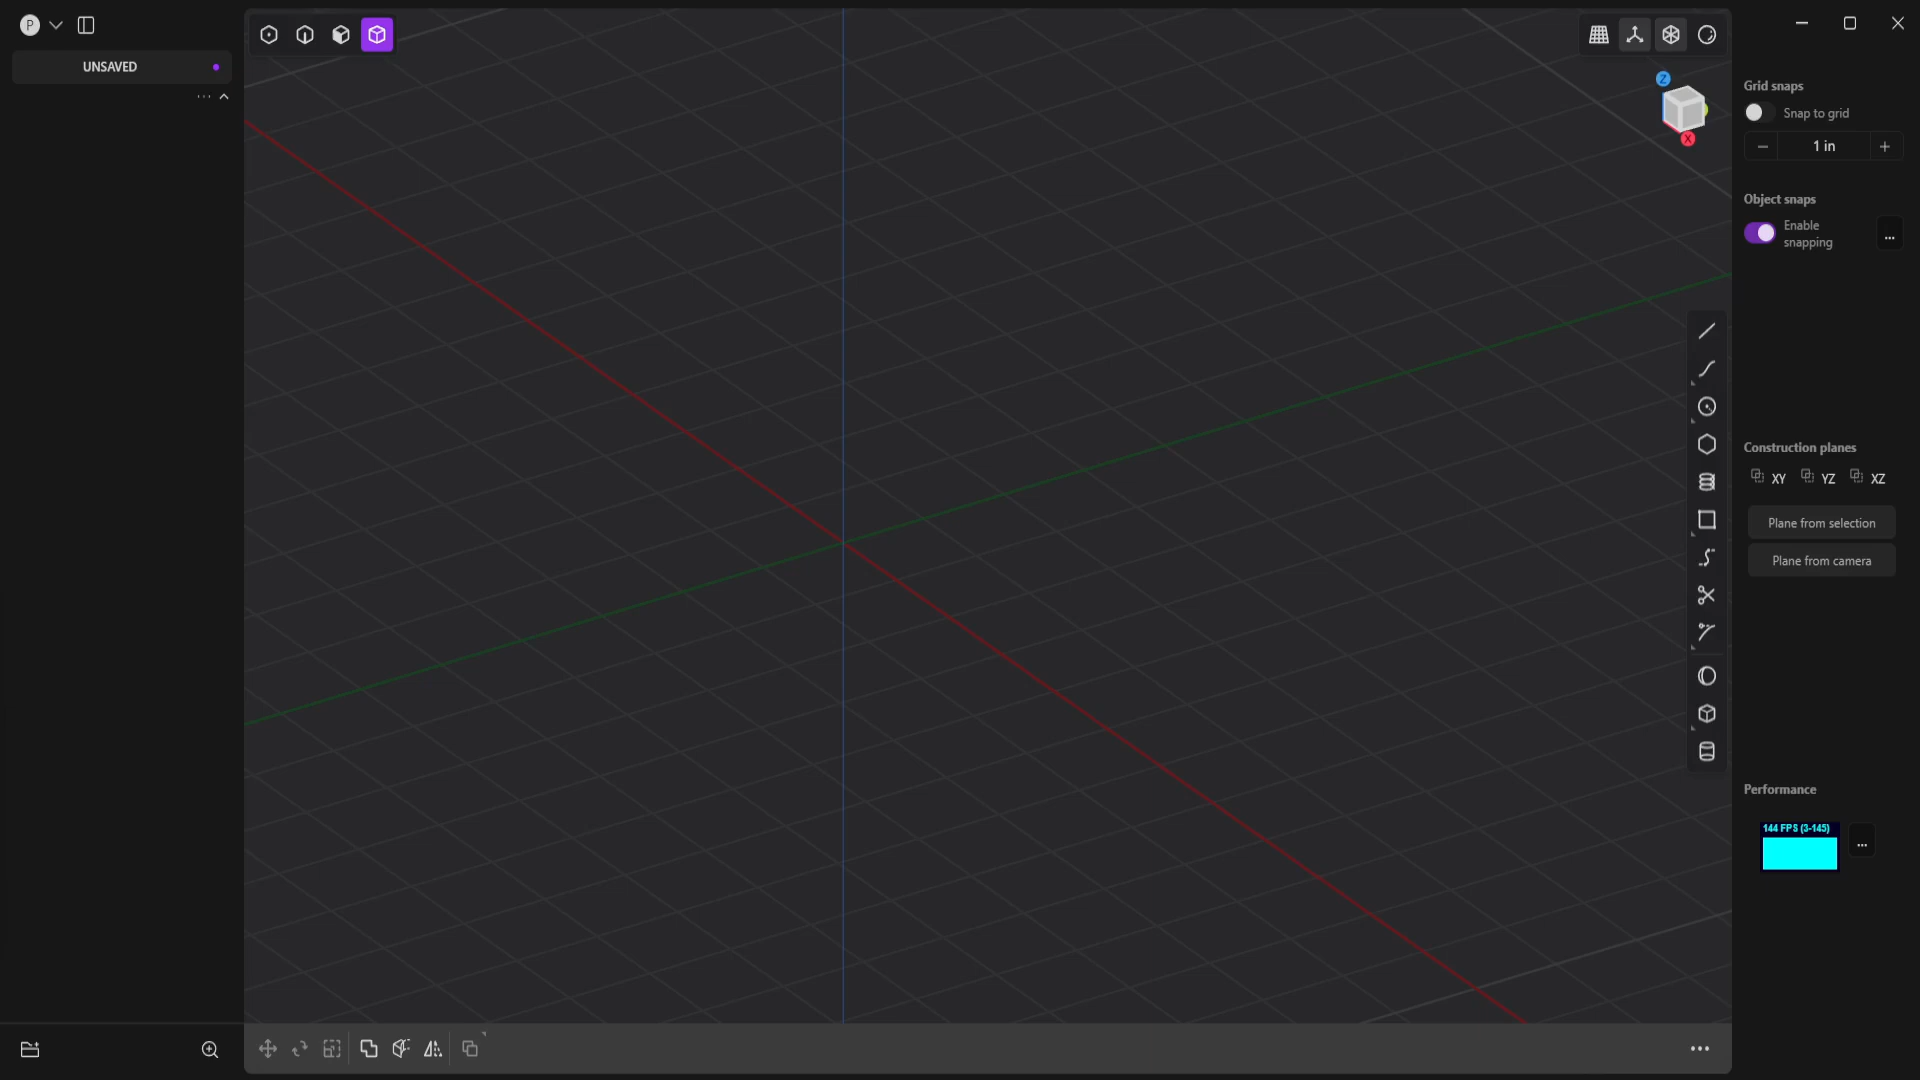 P
UNSAVED
Z
X
Grid snaps
Snap to grid
1 in
Object snaps
Enable
snapping
...
Construction planes
XY YZ XZ
Plane from selection
Plane from camera
Performance
144 FPS (3-145)
...